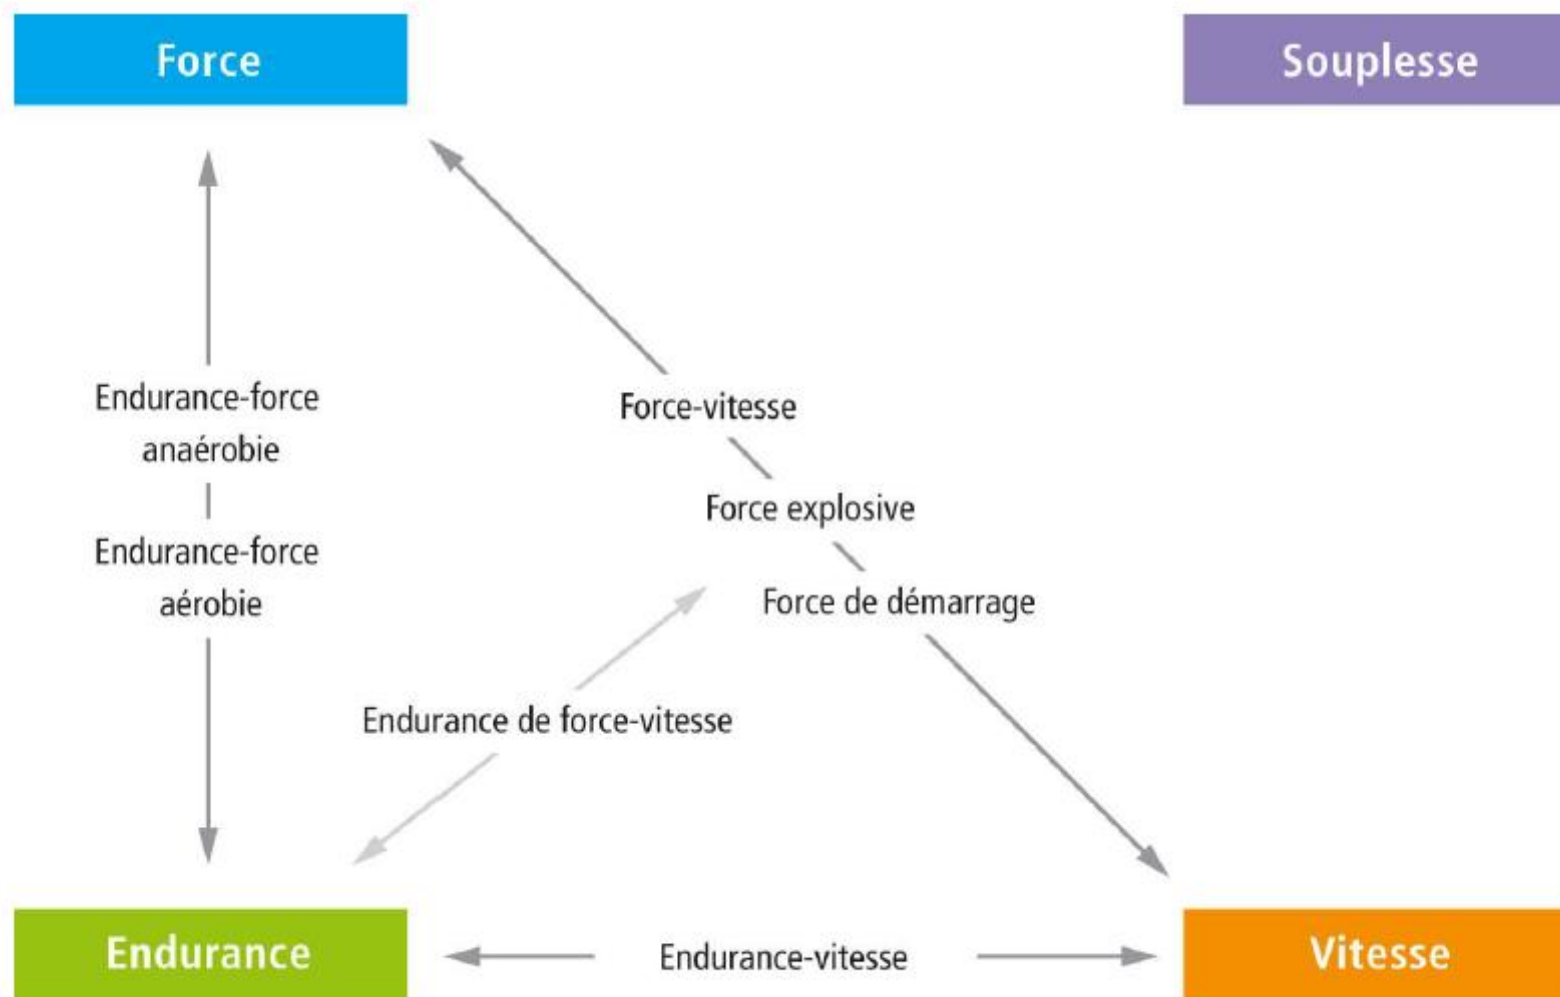 Force
Souplesse
Endurance-force
anaérobie
Force-vitesse
Force explosive
Endurance-force
aérobie
Force de démarrage
Endurance de force-vitesse
Endurance
Endurance-vitesse
Vitesse